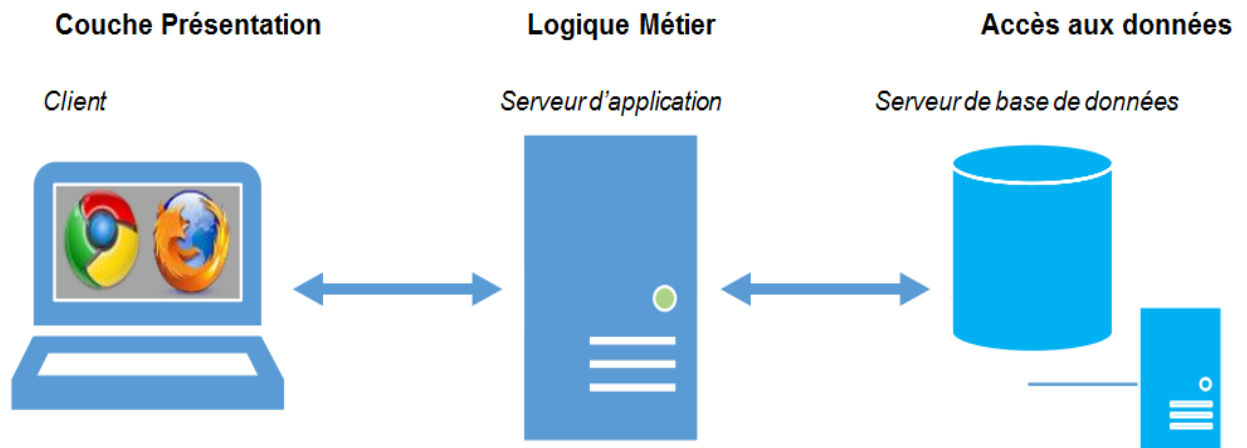 Couche Présentation
Logique Métier
Accès aux données
Client
Serveur d'application
Serveur de base de données